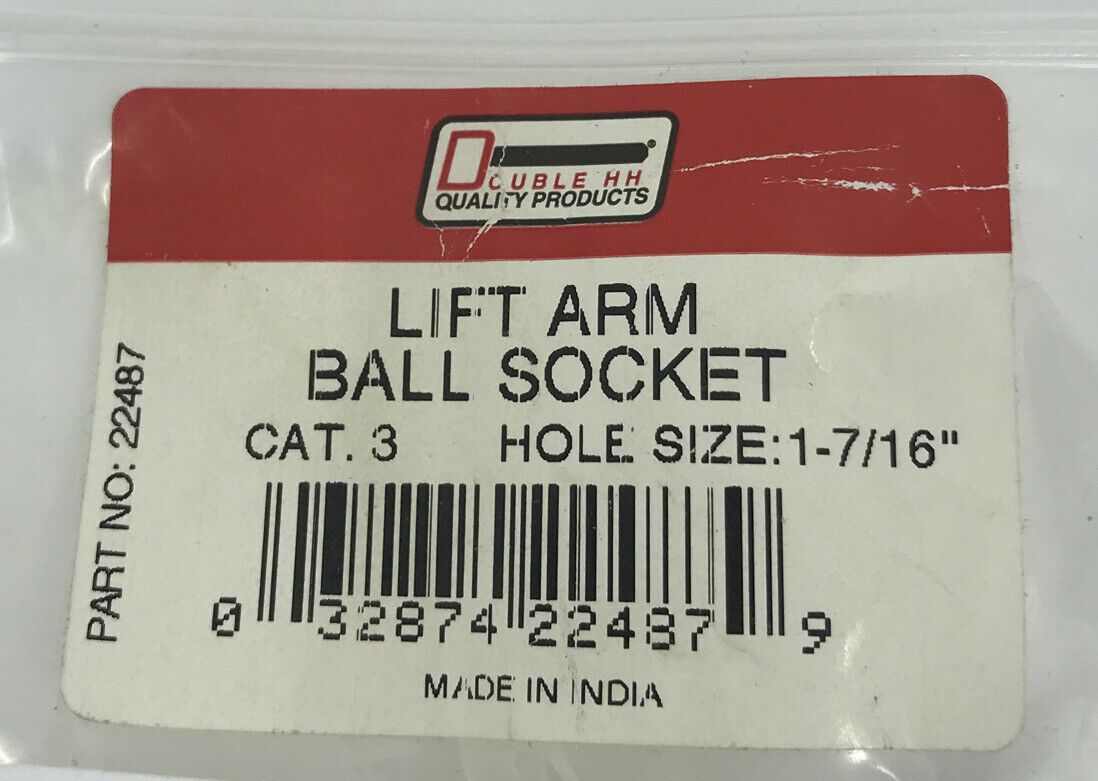 DOUBLE HH®
QUALITY PRODUCTS
LIFT ARM
BALL SOCKET
CAT. 3 HOLE SIZE: 1-7/16"
PART NO: 22487
0 32874 22487 9
MADE IN INDIA